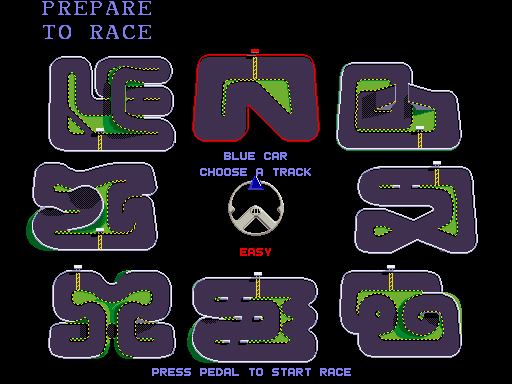 PREPARE
TO RACE
BLUE CAR
CHOOSE A TRACK
EASY
PRESS PEDAL TO START RACE